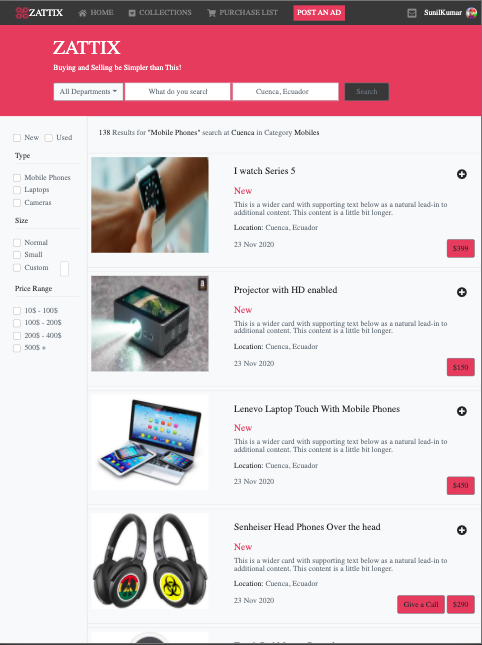 ZATTIX HOME COLLECTIONS PURCHASE LIST POST AN AD SunilKumar
ZATTIX
Buying and Selling be Simpler than This!
All Departments What do you search Cuenca, Ecuador Search
New Used
Type
Mobile Phones
Laptops
Cameras
Size
Normal
Small
Custom
Price Range
10$ - 100$
100$ - 200$
200$ - 400$
500$ +
138 Results for "Mobile Phones" search at Cuenca in Category Mobiles
I watch Series 5
New
This is a wider card with supporting text below as a natural lead-in to
additional content. This content is a little bit longer.
Location: Cuenca, Ecuador
23 Nov 2020
$399
Projector with HD enabled
New
This is a wider card with supporting text below as a natural lead-in to
additional content. This content is a little bit longer.
Location: Cuenca, Ecuador
23 Nov 2020
$150
Lenevo Laptop Touch With Mobile Phones
New
This is a wider card with supporting text below as a natural lead-in to
additional content. This content is a little bit longer.
Location: Cuenca, Ecuador
23 Nov 2020
$450
Senheiser Head Phones Over the head
New
This is a wider card with supporting text below as a natural lead-in to
additional content. This content is a little bit longer.
Location: Cuenca, Ecuador
23 Nov 2020
Give a Call $290